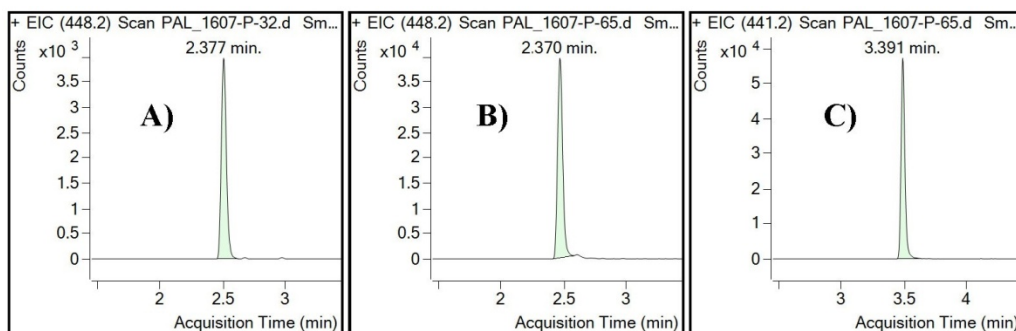 + EIC (448.2) Scan PAL_1607-P-32.d Sm...
Counts
x10 3
2.377 min.
A)
3.5
3
2.5
2
1.5
1
0.5
0
2
2.5
3
Acquisition Time (min)
+ EIC (448.2) Scan PAL_1607-P-65.d Sm...
Counts
x10 4
2.370 min.
B)
3.5
3
2.5
2
1.5
1
0.5
0
2
2.5
3
Acquisition Time (min)
+ EIC (441.2) Scan PAL_1607-P-65.d Sm...
Counts
x10 4
3.391 min.
C)
6
5
4
3
2
1
0
3
3.5
4
Acquisition Time (min)